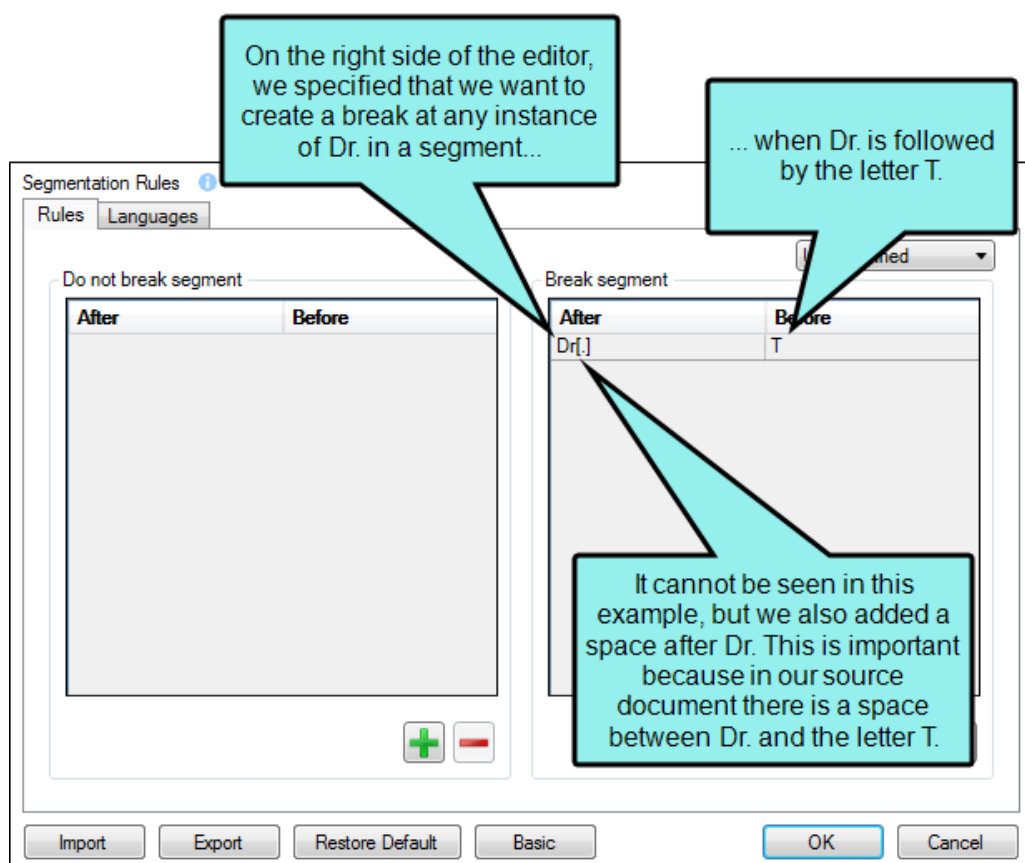 On the right side of the editor,
we specified that we want to
create a break at any instance
of Dr. in a segment...
... when Dr. is followed
by the letter T.
Segmentation Rules
Rules Languages
Do not break segment
Break segment
After Before
After Before
Dr[.] T
It cannot be seen in this
example, but we also added a
space after Dr. This is important
because in our source
document there is a space
between Dr. and the letter T.
Import Export Restore Default Basic OK Cancel